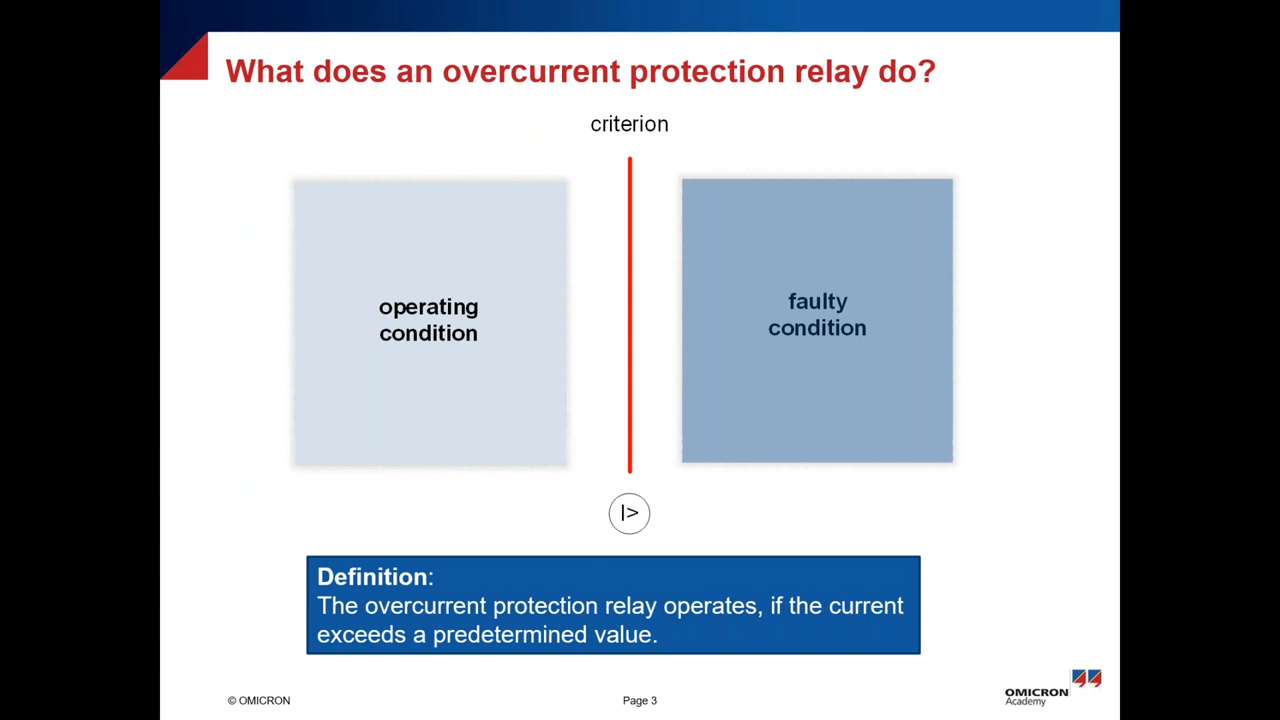 What does an overcurrent protection relay do?
criterion
operating
condition
faulty
condition
I>
Definition:
The overcurrent protection relay operates, if the current
exceeds a predetermined value.
© OMICRON
Page 3
OMICRON
Academy